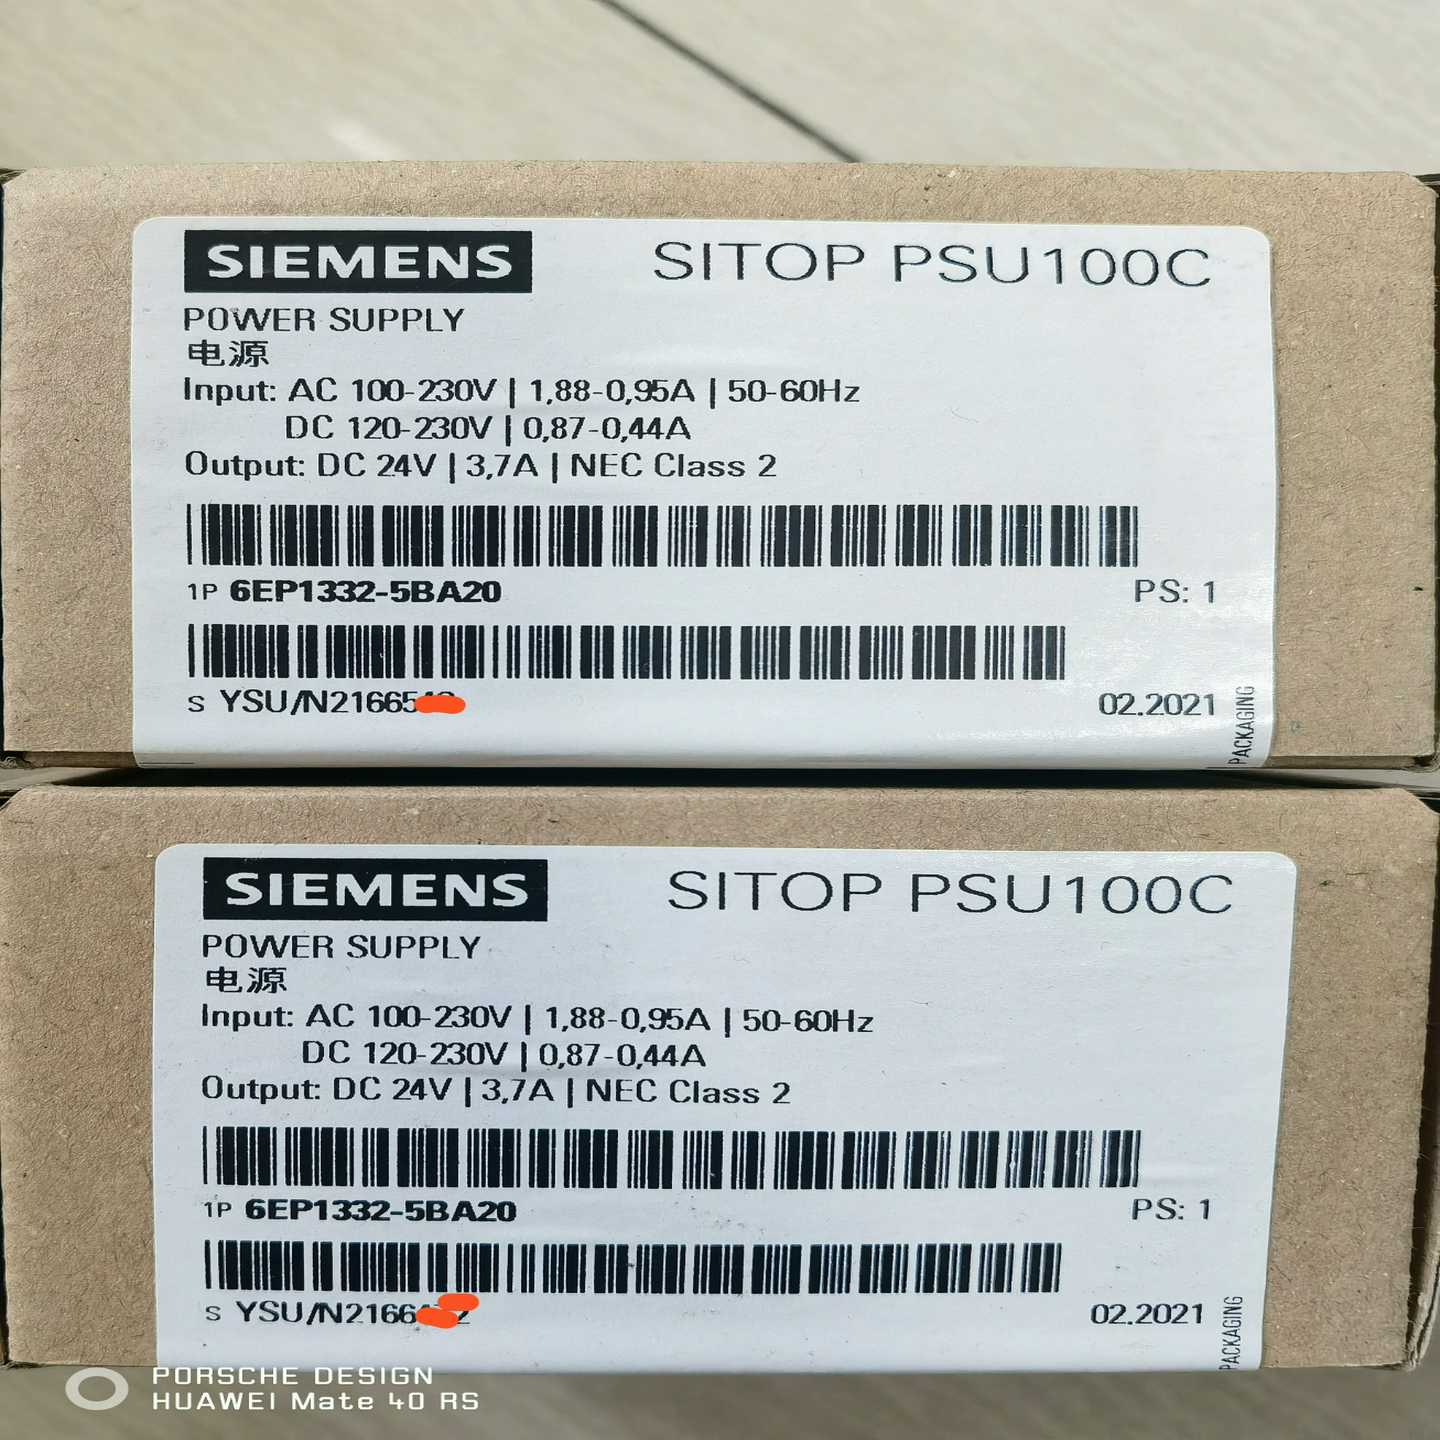 SIEMENS SITOP PSU100C
POWER SUPPLY
电源
Input: AC 100-230V | 1,88-0,95A | 50-60Hz
DC 120-230V | 0,87-0,44A
Output: DC 24V | 3,7A | NEC Class 2
1P 6EP1332-5BA20 PS: 1
S YSU/N21665
02.2021
PACKAGING
SIEMENS SITOP PSU100C
POWER SUPPLY
电源
Input: AC 100-230V | 1,88-0,95A | 50-60Hz
DC 120-230V | 0,87-0,44A
Output: DC 24V | 3,7A | NEC Class 2
1P 6EP1332-5BA20 PS: 1
S YSU/N2166
02.2021
PACKAGING
PORSCHE DESIGN
HUAWEI Mate 40 RS